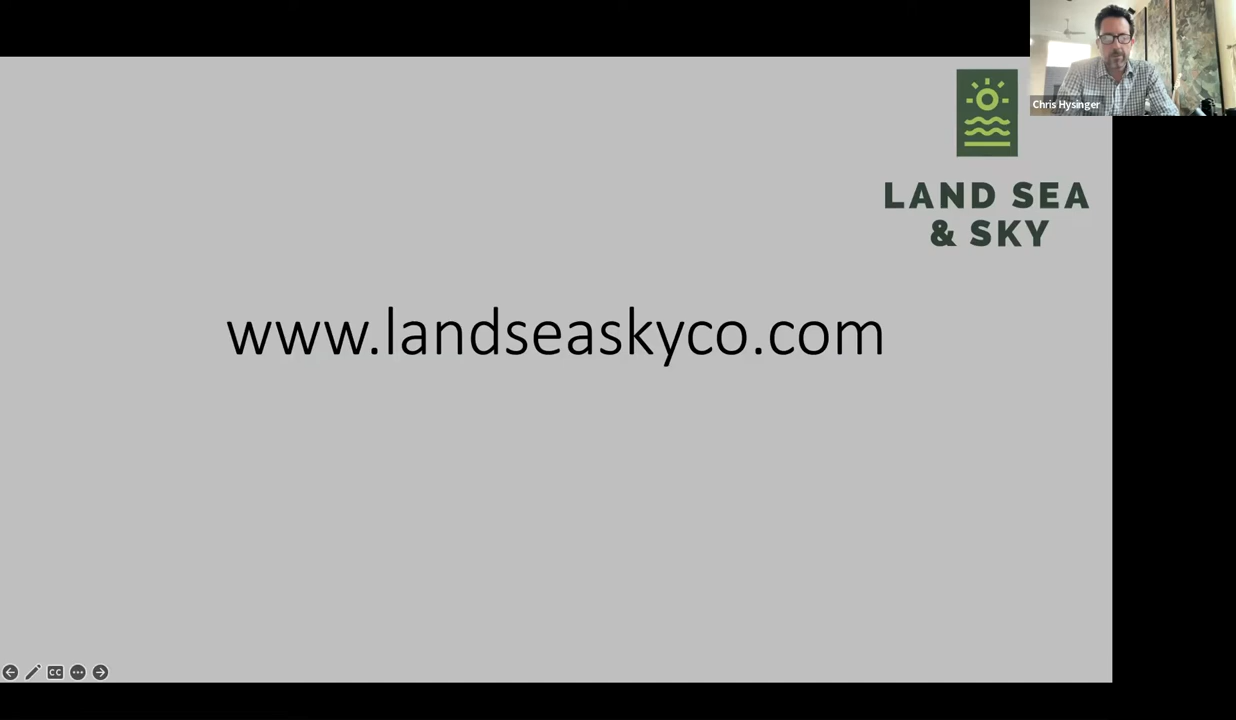 Chris Hysinger
LAND SEA
& SKY
www.landseaskyco.com
CC